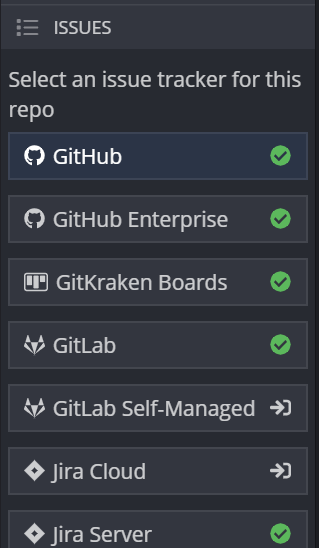 ISSUES
Select an issue tracker for this
repo
GitHub
GitHub Enterprise
GitKraken Boards
GitLab
GitLab Self-Managed
Jira Cloud
Jira Server